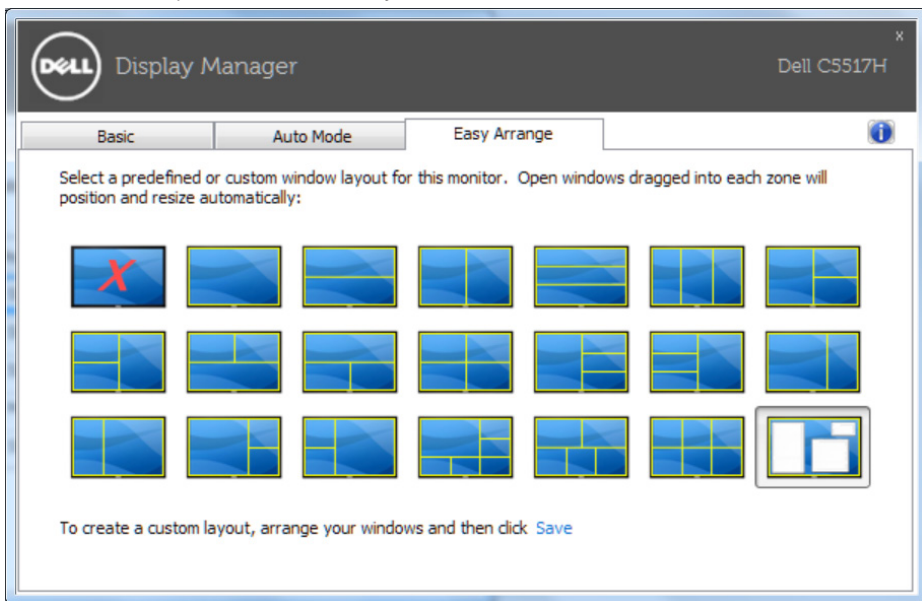 DELL Display Manager
x
Dell C5517H
Basic Auto Mode Easy Arrange
Select a predefined or custom window layout for this monitor. Open windows dragged into each zone will
position and resize automatically:
To create a custom layout, arrange your windows and then click Save